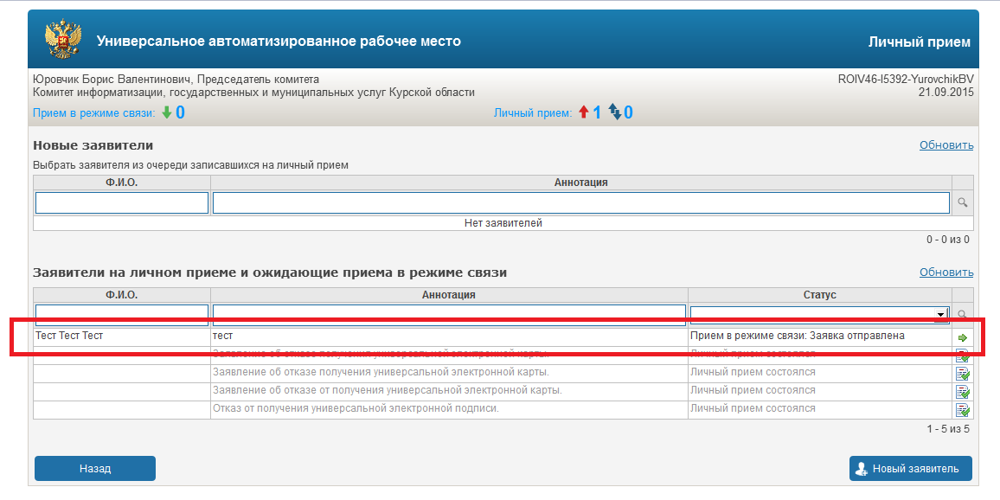 Универсальное автоматизированное рабочее место
Личный прием
Юровчик Борис Валентинович, Председатель комитета
ROIV46-I5392-YurovchikBV
Комитет информатизации, государственных и муниципальных услуг Курской области
21.09.2015
Прием в режиме связи: 0
Личный прием: 1 0
Новые заявители
Обновить
Выбрать заявителя из очереди записавшихся на личный прием
Ф.И.О. Аннотация
Нет заявителей
0 - 0 из 0
Заявители на личном приеме и ожидающие приема в режиме связи
Обновить
Ф.И.О. Аннотация Статус
Тест Тест Тест тест Прием в режиме связи: Заявка отправлена
Заявление об отказе получения универсальной электронной карты. Личный прием состоялся
Заявление об отказе получения универсальной электронной карты. Личный прием состоялся
Заявление об отказе от получения универсальной электронной карты. Личный прием состоялся
Отказ от получения универсальной электронной подписи. Личный прием состоялся
1 - 5 из 5
Назад
Новый заявитель